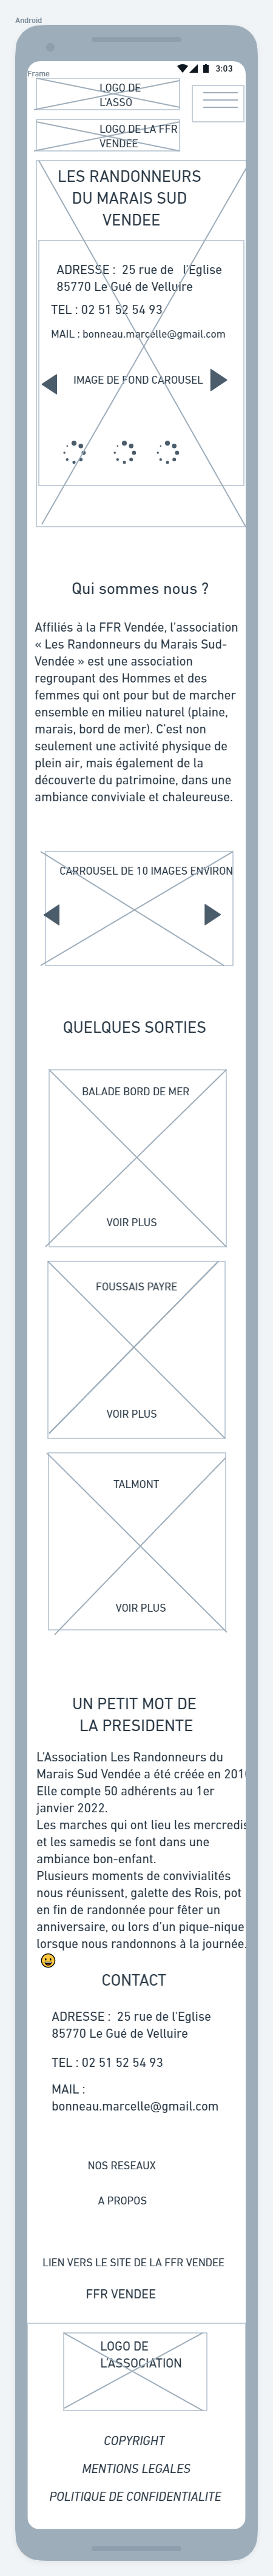 Android
Frame
3:03
LOGO DE
L'ASSO
LOGO DE LA FFR
VENDEE
LES RANDONNEURS
DU MARAIS SUD
VENDEE
ADRESSE : 25 rue de l'Eglise
85770 Le Gué de Velluire
TEL : 02 51 52 54 93
MAIL : bonneau.marcelle@gmail.com
IMAGE DE FOND CAROUSEL
Qui sommes nous ?
Affiliés à la FFR Vendée, l'association
« Les Randonneurs du Marais Sud-
Vendée » est une association
regroupant des Hommes et des
femmes qui ont pour but de marcher
ensemble en milieu naturel (plaine,
marais, bord de mer). C'est non
seulement une activité physique de
plein air, mais également de la
découverte du patrimoine, dans une
ambiance conviviale et chaleureuse.
CARROUSEL DE 10 IMAGES ENVIRON
QUELQUES SORTIES
BALADE BORD DE MER
VOIR PLUS
FOUSSAIS PAYRE
VOIR PLUS
TALMONT
VOIR PLUS
UN PETIT MOT DE
LA PRESIDENTE
L'Association Les Randonneurs du
Marais Sud Vendée a été créée en 201
Elle compte 50 adhérents au 1er
janvier 2022.
Les marches qui ont lieu les mercredis
et les samedis se font dans une
ambiance bon-enfant.
Plusieurs moments de convivialités
nous réunissent, galette des Rois, pot
en fin de randonnée pour fêter un
anniversaire, ou lors d'un pique-nique
lorsque nous randonnons à la journée.
😀
CONTACT
ADRESSE : 25 rue de l'Eglise
85770 Le Gué de Velluire
TEL : 02 51 52 54 93
MAIL :
bonneau.marcelle@gmail.com
NOS RESEAUX
A PROPOS
LIEN VERS LE SITE DE LA FFR VENDEE
FFR VENDEE
LOGO DE
L'ASSOCIATION
COPYRIGHT
MENTIONS LEGALES
POLITIQUE DE CONFIDENTIALITE